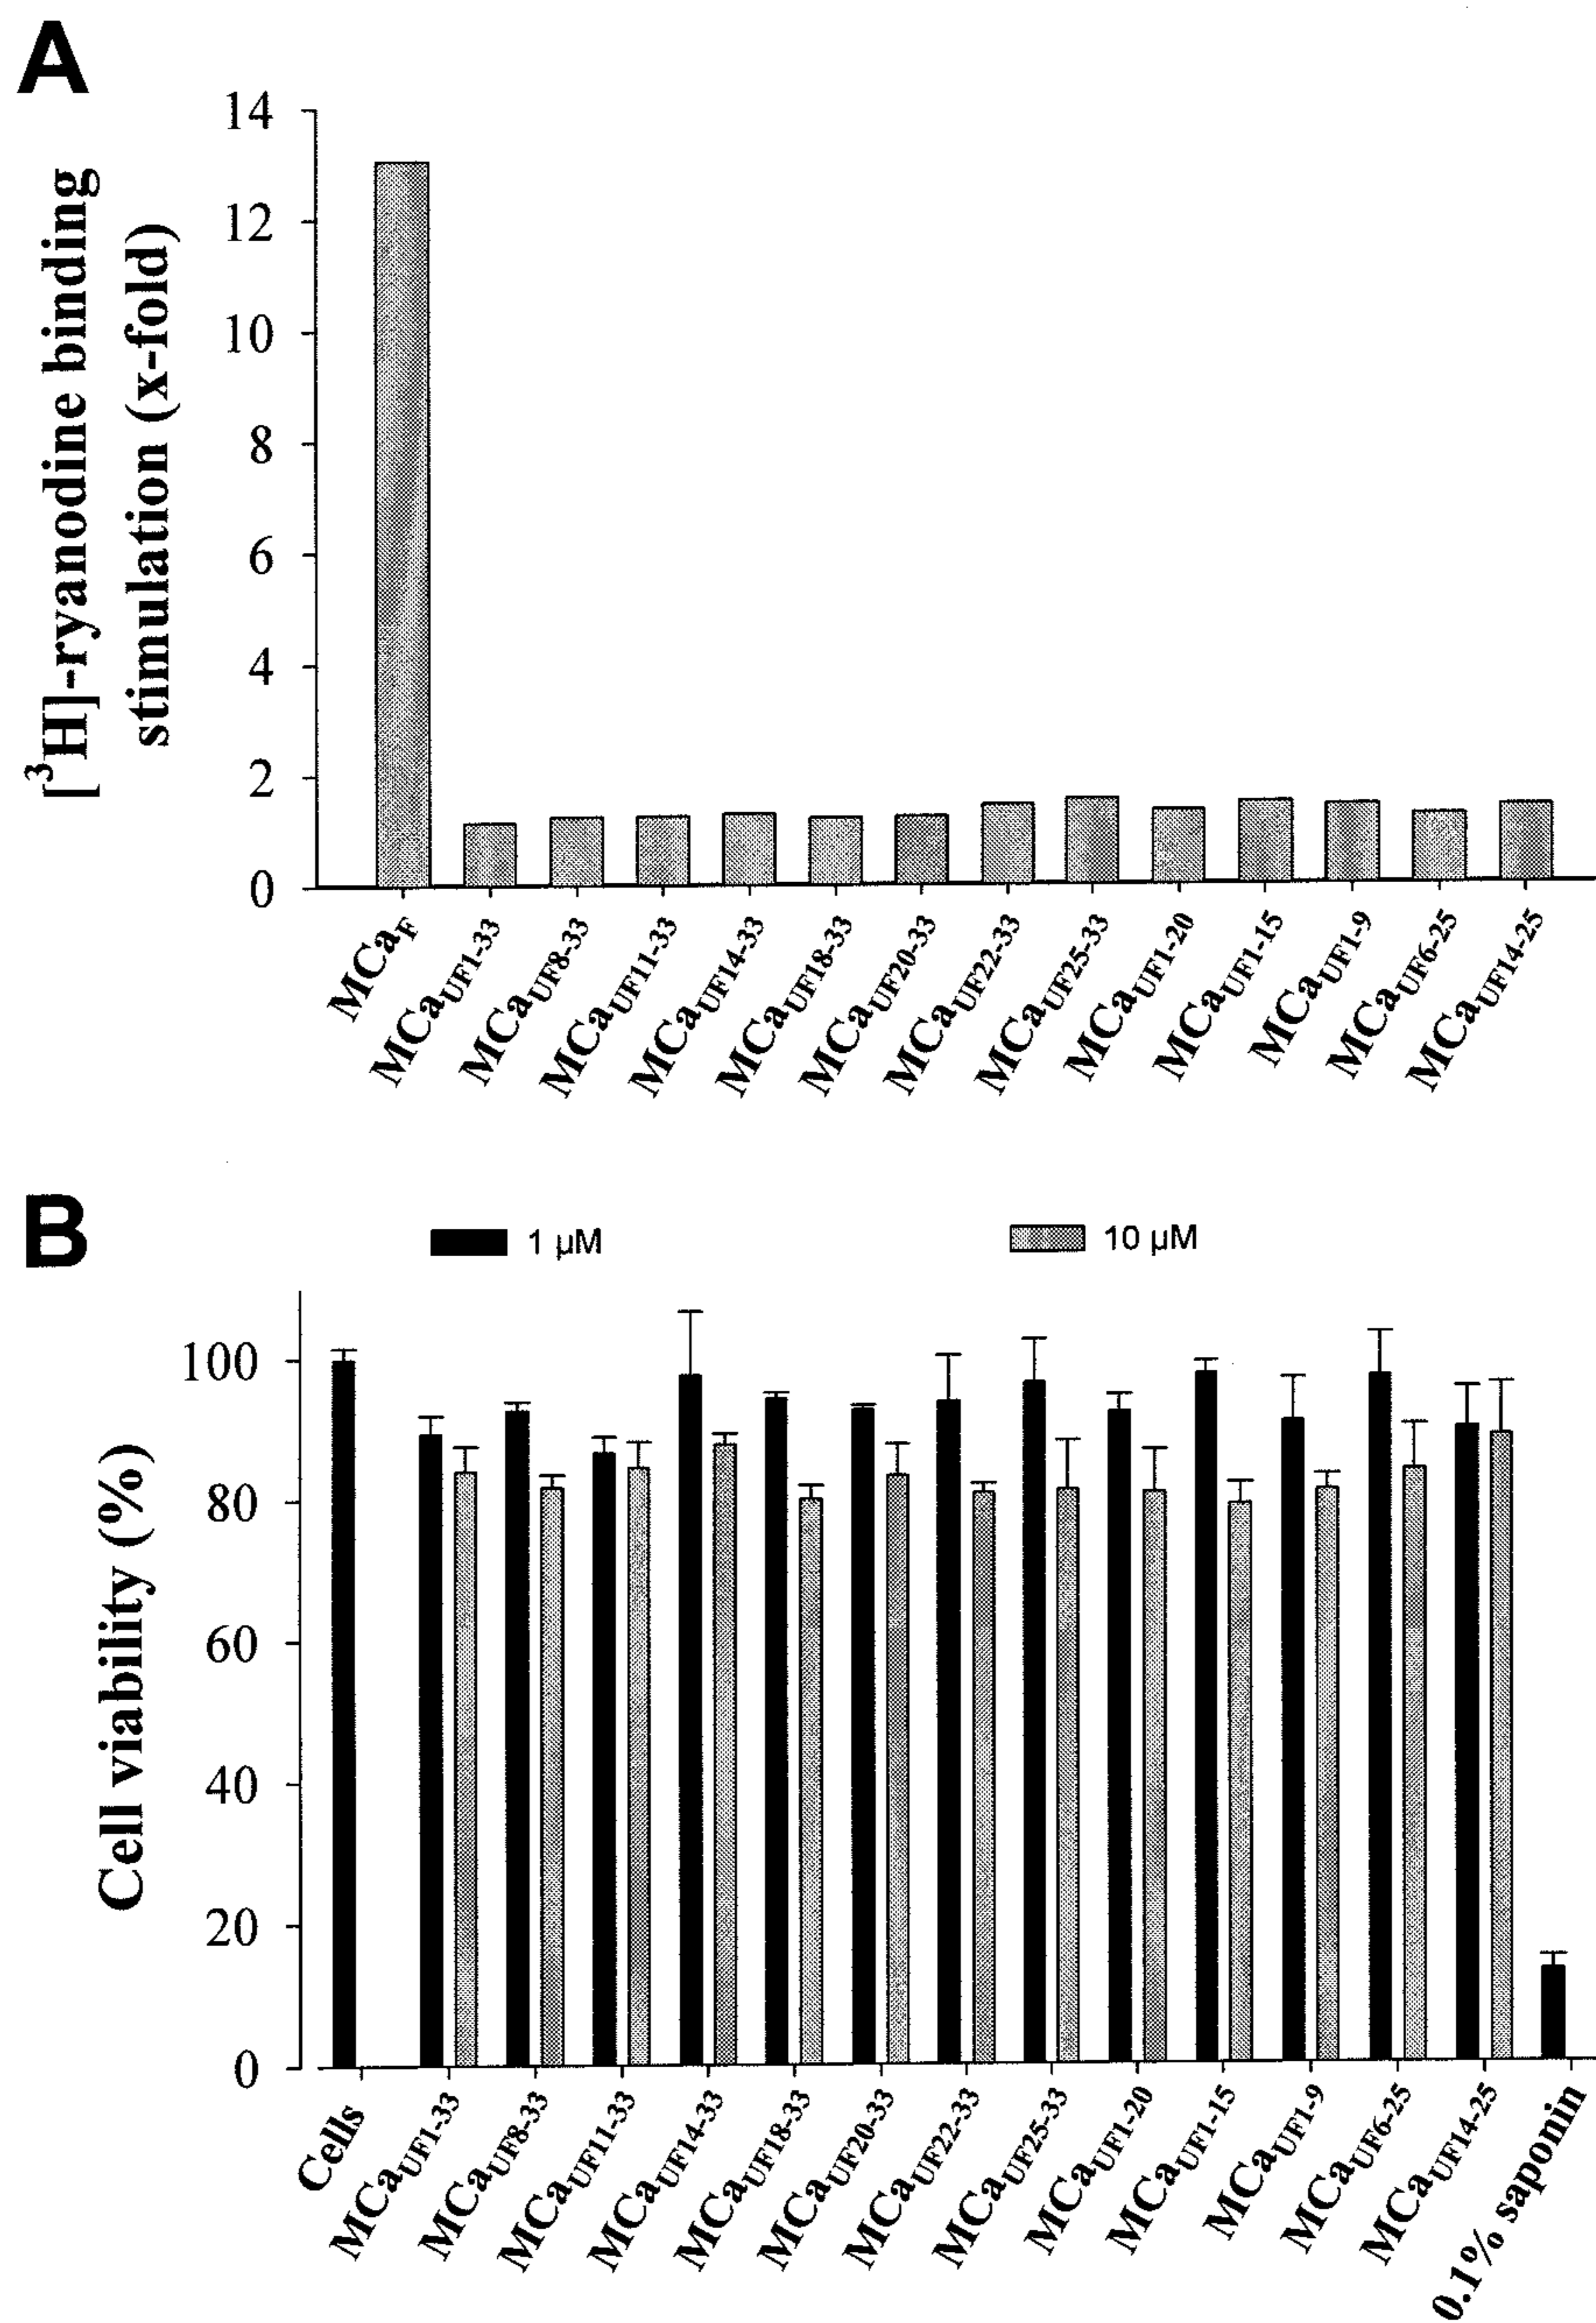 A
[³H]-ryanodine binding
stimulation (x-fold)
14
12
10
8
6
4
2
0
MCaF
MCaUF1-33
MCaUF8-33
MCaUF11-33
MCaUF14-33
MCaUF18-33
MCaUF20-33
MCaUF22-33
MCaUF25-33
MCaUF1-20
MCaUF1-15
MCaUF1-9
MCaUF6-25
MCaUF14-25
B
1 µM
10 µM
Cell viability (%)
100
80
60
40
20
0
Cells
MCaUF1-33
MCaUF8-33
MCaUF11-33
MCaUF14-33
MCaUF18-33
MCaUF20-33
MCaUF22-33
MCaUF25-33
MCaUF1-20
MCaUF1-15
MCaUF1-9
MCaUF6-25
MCaUF14-25
0.1% saponin